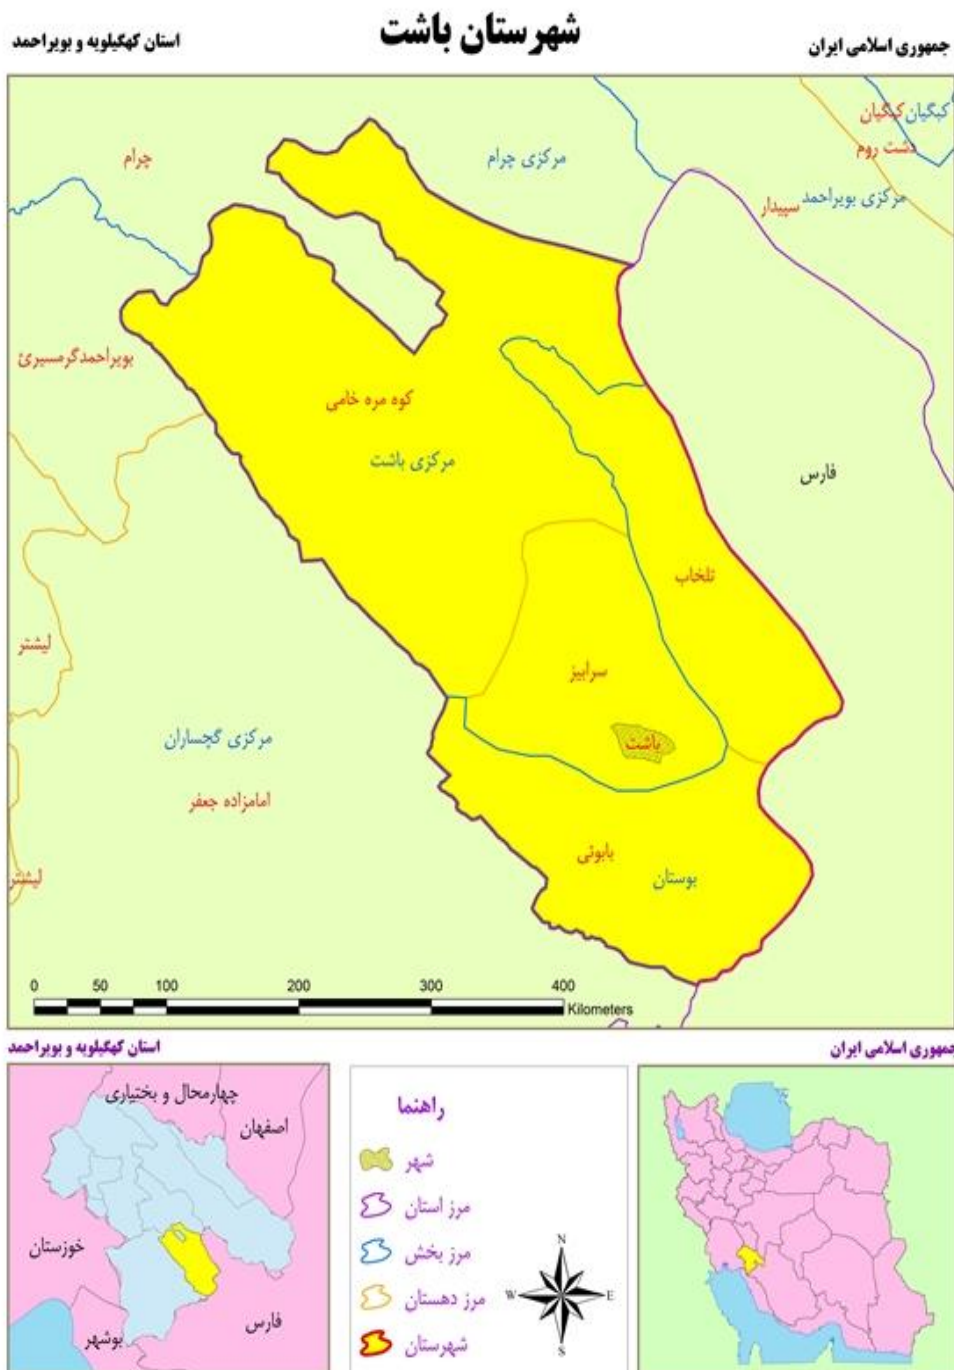 شهرستان باشت
جمهوری اسلامی ایران
استان کهگیلویه و بویراحمد
کبگیان
کبگیان
دشت روم
مرکزی بویراحمد
سپیدار
مرکزی چرام
چرام
بویراحمدگرمسیری
کوه مره خامی
مرکزی باشت
فارس
تلخاب
لیشتر
سرابیز
باشت
مرکزی گچساران
امامزاده جعفر
بابوئی
بوستان
لیشتر
0 50 100 200 300 400
Kilometers
جمهوری اسلامی ایران
استان کهگیلویه و بویراحمد
چهارمحال و بختیاری
اصفهان
خوزستان
فارس
بوشهر
راهنما
شهر
مرز استان
مرز بخش
مرز دهستان
شهرستان
N
W
E
S